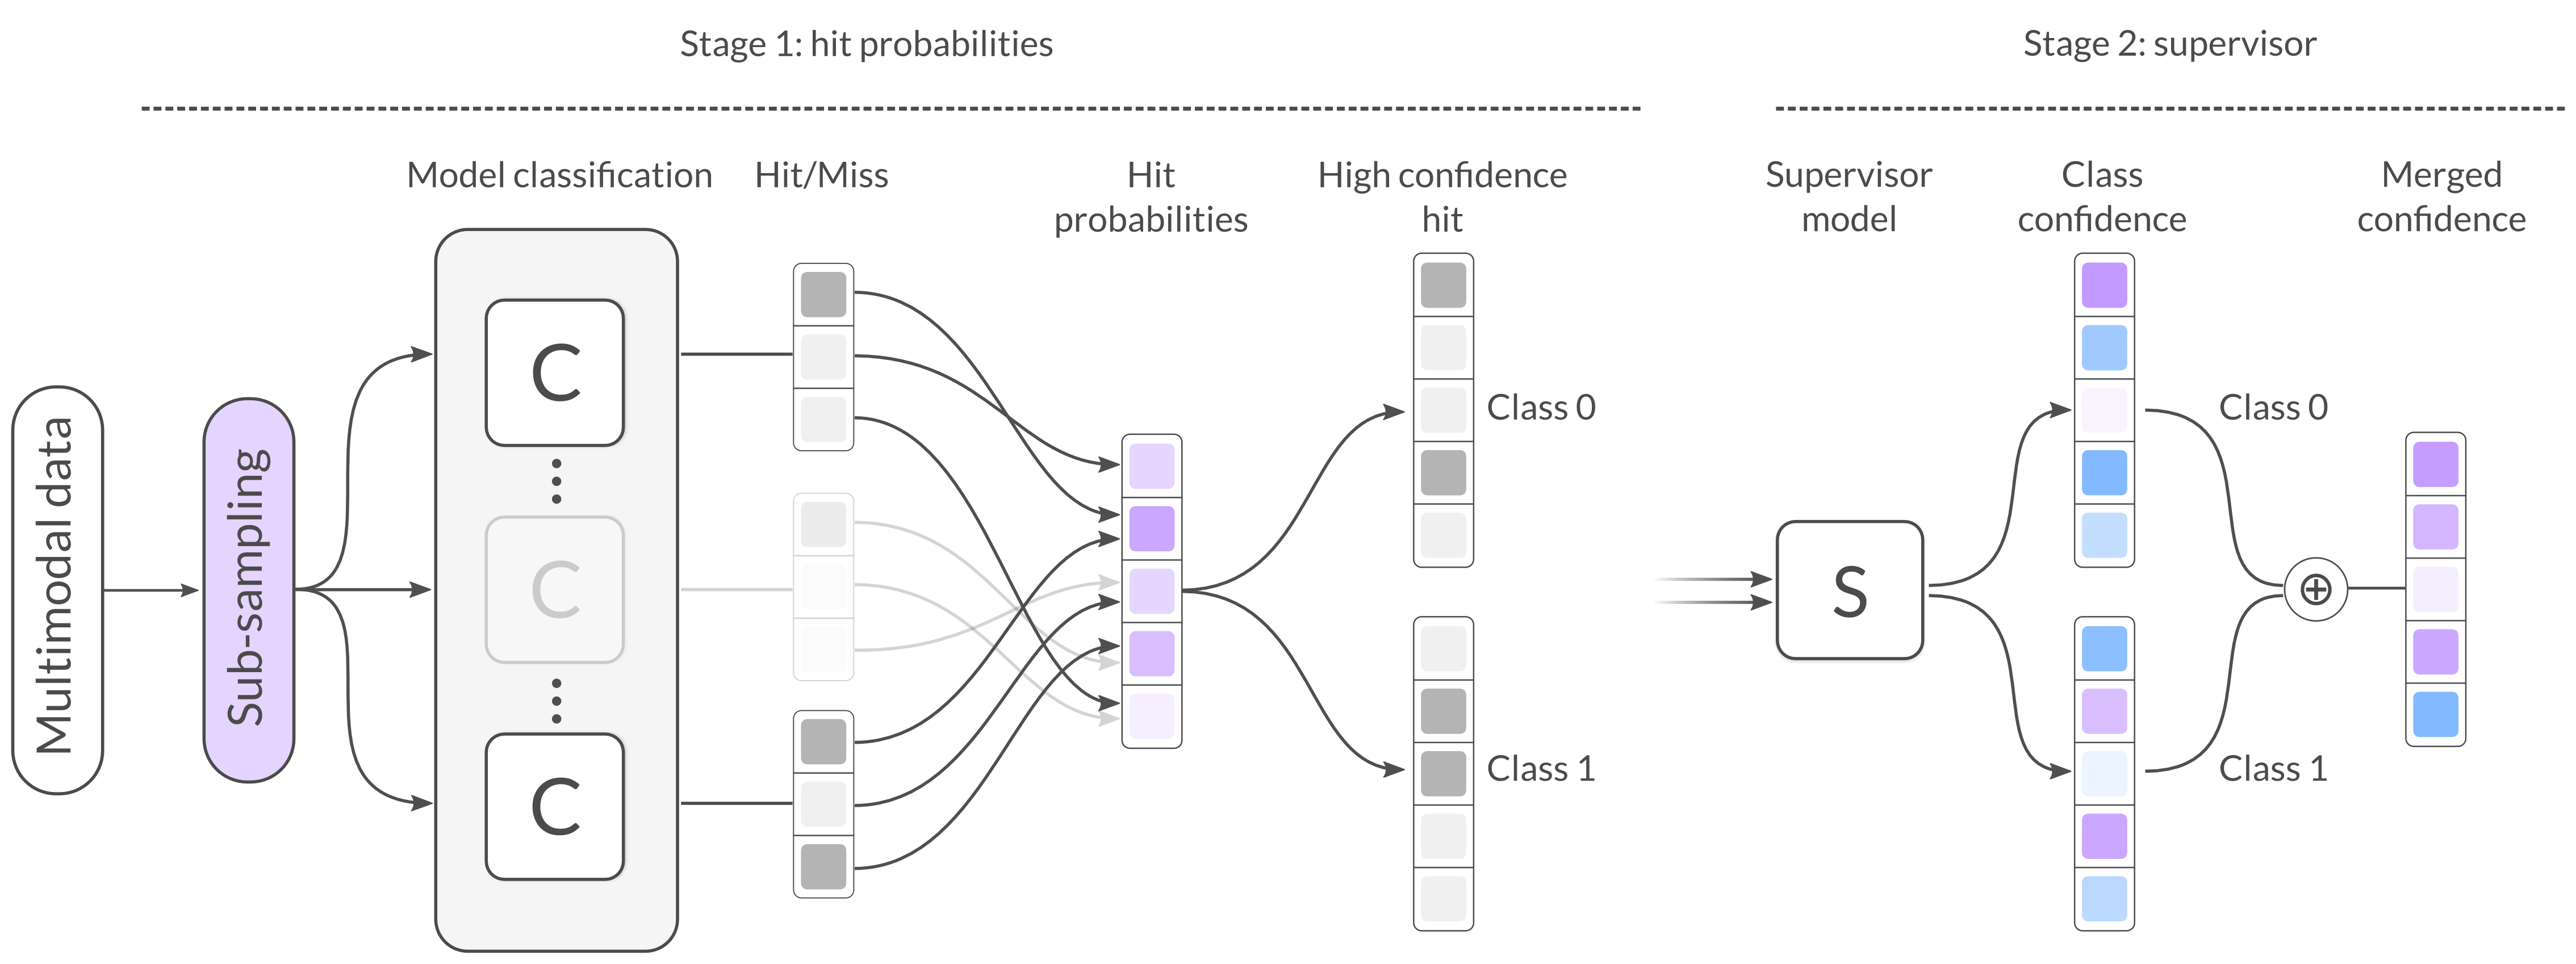 Stage 1: hit probabilities
Stage 2: supervisor
Model classification
Hit/Miss
Hit
probabilities
High confidence
hit
Supervisor
model
Class
confidence
Merged
confidence
Multimodal data
Sub-sampling
C
C
C
Class 0
Class 1
S
Class 0
Class 1